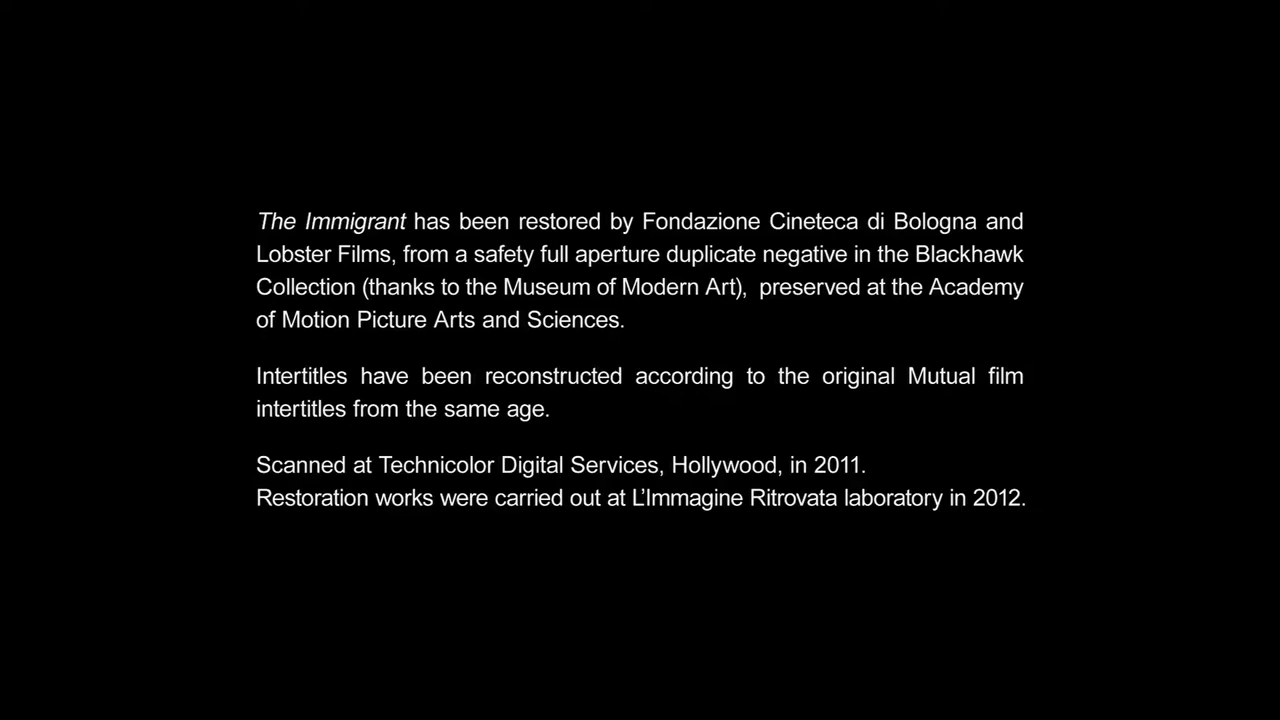 The Immigrant has been restored by Fondazione Cineteca di Bologna and
Lobster Films, from a safety full aperture duplicate negative in the Blackhawk
Collection (thanks to the Museum of Modern Art),  preserved at the Academy
of Motion Picture Arts and Sciences.
Intertitles have been reconstructed according to the original Mutual film
intertitles from the same age.
Scanned at Technicolor Digital Services, Hollywood, in 2011.
Restoration works were carried out at L’Immagine Ritrovata laboratory in 2012.